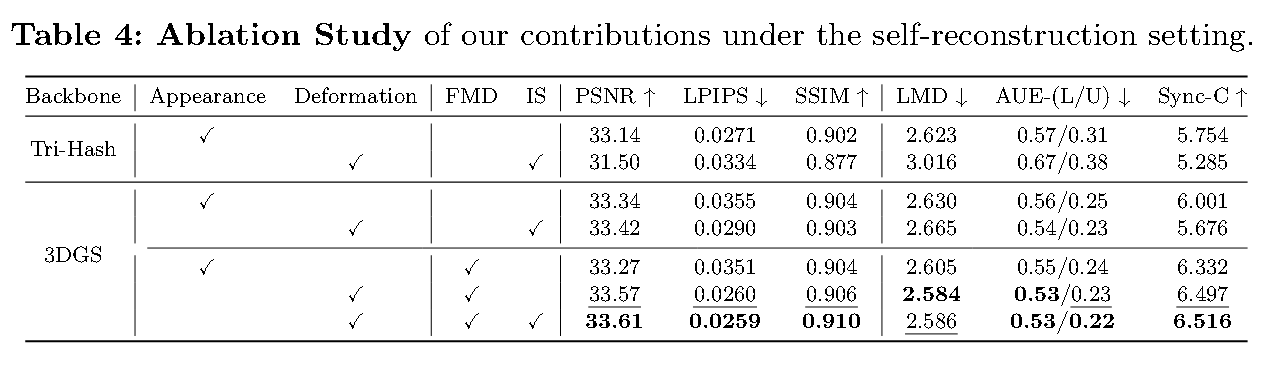 Table 4: Ablation Study of our contributions under the self-reconstruction setting.
Backbone Appearance Deformation FMD IS PSNR ↑ LPIPS ↓ SSIM ↑ LMD ↓ AUE-(L/U) ↓ Sync-C ↑
Tri-Hash
✓ 33.14 0.0271 0.902 2.623 0.57/0.31 5.754
✓ ✓ 31.50 0.0334 0.877 3.016 0.67/0.38 5.285
3DGS
✓ 33.34 0.0355 0.904 2.630 0.56/0.25 6.001
✓ ✓ 33.42 0.0290 0.903 2.665 0.54/0.23 5.676
✓ ✓ 33.27 0.0351 0.904 2.605 0.55/0.24 6.332
✓ ✓ 33.57 0.0260 0.906 2.584 0.53/0.23 6.497
✓ ✓ ✓ 33.61 0.0259 0.910 2.586 0.53/0.22 6.516